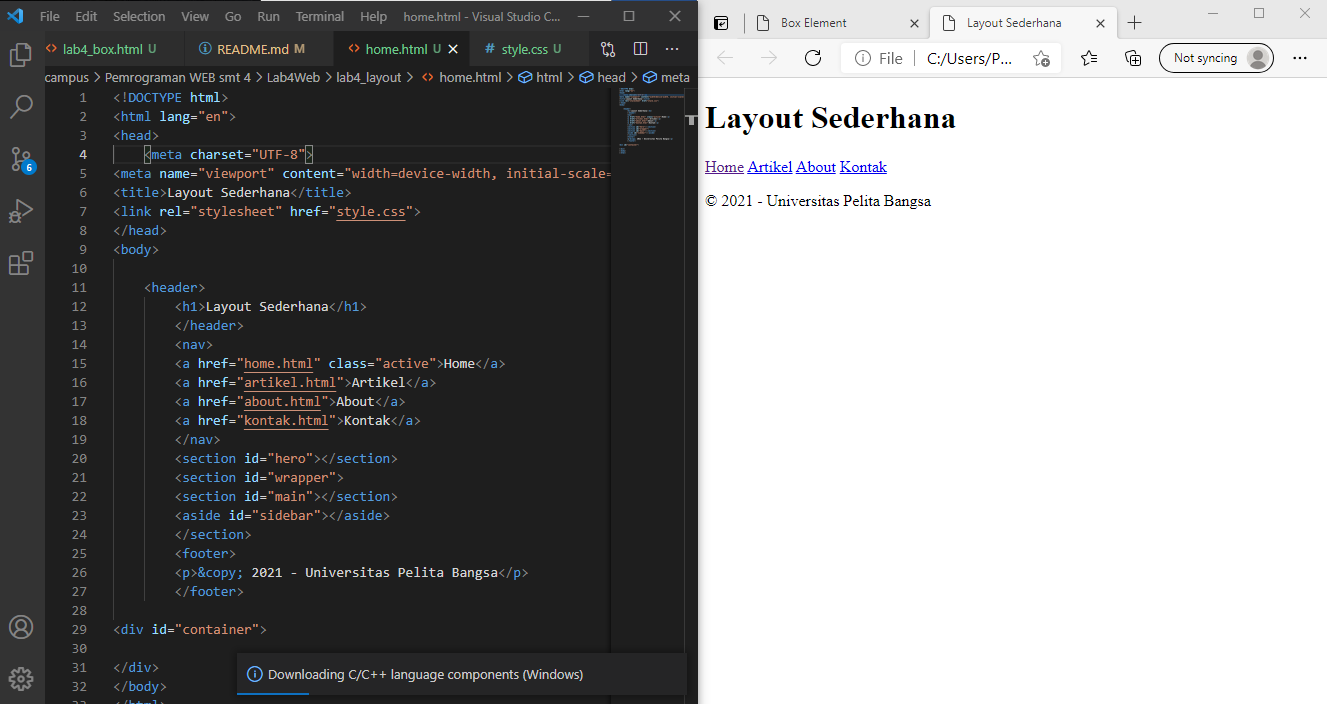 File Edit Selection View Go Run Terminal Help home.html - Visual Studio C...
lab4_box.html U README.md M home.html U style.css U
campus > Pemrograman WEB smt 4 > Lab4Web > lab4_layout > home.html > html > head > meta
1 <!DOCTYPE html>
2 <html lang="en">
3 <head>
4 <meta charset="UTF-8">
5 <meta name="viewport" content="width=device-width, initial-scale=
6 <title>Layout Sederhana</title>
7 <link rel="stylesheet" href="style.css">
8 </head>
9 <body>
10
11 <header>
12 <h1>Layout Sederhana</h1>
13 </header>
14 <nav>
15 <a href="home.html" class="active">Home</a>
16 <a href="artikel.html">Artikel</a>
17 <a href="about.html">About</a>
18 <a href="kontak.html">Kontak</a>
19 </nav>
20 <section id="hero"></section>
21 <section id="wrapper">
22 <section id="main"></section>
23 <aside id="sidebar"></aside>
24 </section>
25 <footer>
26 <p>&copy; 2021 - Universitas Pelita Bangsa</p>
27 </footer>
28
29 <div id="container">
30
31 </div>
32 </body>
33 </html>
6
Downloading C/C++ language components (Windows)
Box Element Layout Sederhana
File C:/Users/P... Not syncing
Layout Sederhana
Home Artikel About Kontak
© 2021 - Universitas Pelita Bangsa